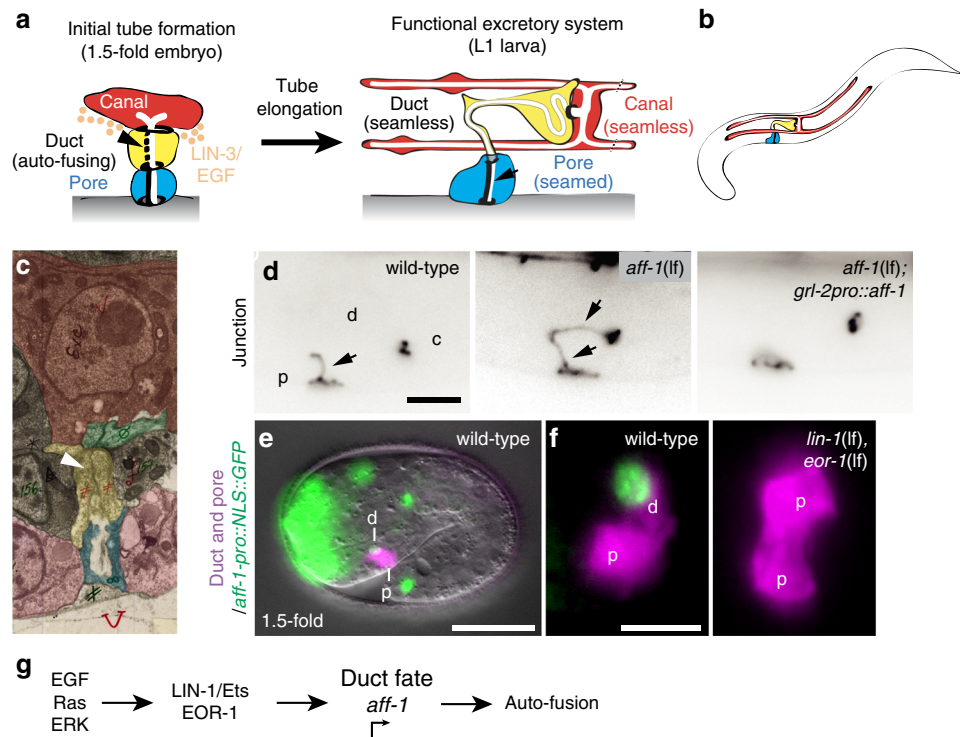 a
Initial tube formation
(1.5-fold embryo)
Canal
Duct
(auto-fusing)
LIN-3/
EGF
Pore
Tube
elongation
Functional excretory system
(L1 larva)
Duct
(seamless)
Canal
(seamless)
Pore
(seamed)
b
c
exc
156
157
d
Junction
wild-type
d
c
p
aff-1(lf)
aff-1(lf);
grl-2pro::aff-1
Duct and pore
/aff-1-pro::NLS::GFP
e
wild-type
d
p
1.5-fold
f
wild-type
d
p
lin-1(lf),
eor-1(lf)
p
p
g
EGF
Ras
ERK
LIN-1/Ets
EOR-1
Duct fate
aff-1
Auto-fusion